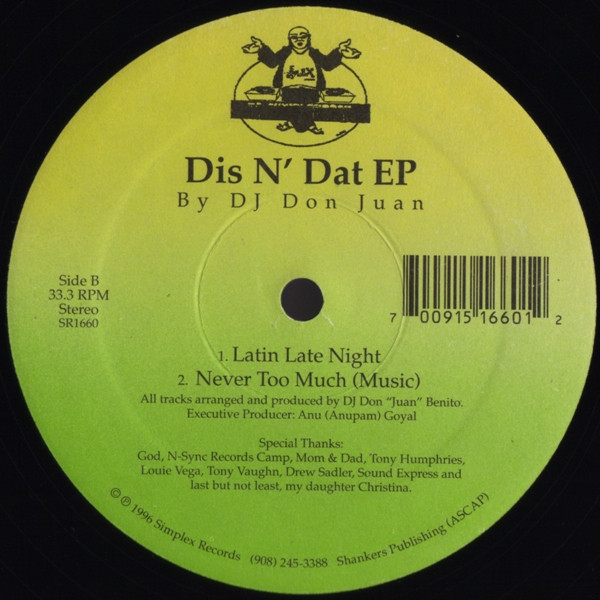 Dis N' Dat EP
By DJ Don Juan
Side B
33.3 RPM
Stereo
SR1660
7 00915 16601 2
1. Latin Late Night
2. Never Too Much (Music)
All tracks arranged and produced by DJ Don "Juan" Benito.
Executive Producer: Anu (Anupam) Goyal
Special Thanks:
God, N-Sync Records Camp, Mom & Dad, Tony Humphries,
Louie Vega, Tony Vaughn, Drew Sadler, Sound Express and
last but not least, my daughter Christina.
© ℗ 1996 Simplex Records (908) 245-3388 Shankers Publishing (ASCAP)